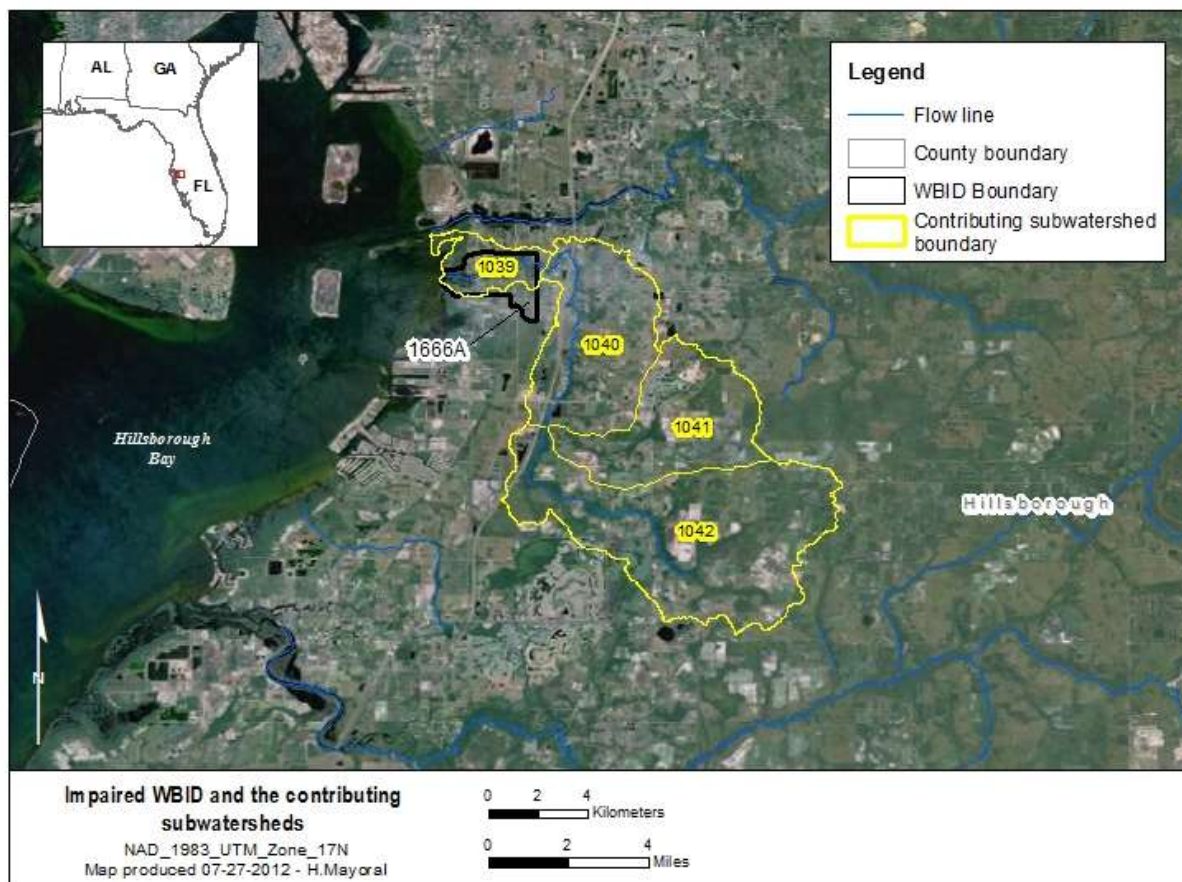 AL
GA
FL
Legend
Flow line
County boundary
WBID Boundary
Contributing subwatershed
boundary
1039
1666A
1040
1041
1042
Hillsborough
Bay
Hillsborough
N
Impaired WBID and the contributing
subwatersheds
NAD_1983_UTM_Zone_17N
Map produced 07-27-2012 - H.Mayoral
0 2 4
Kilometers
0 2 4
Miles